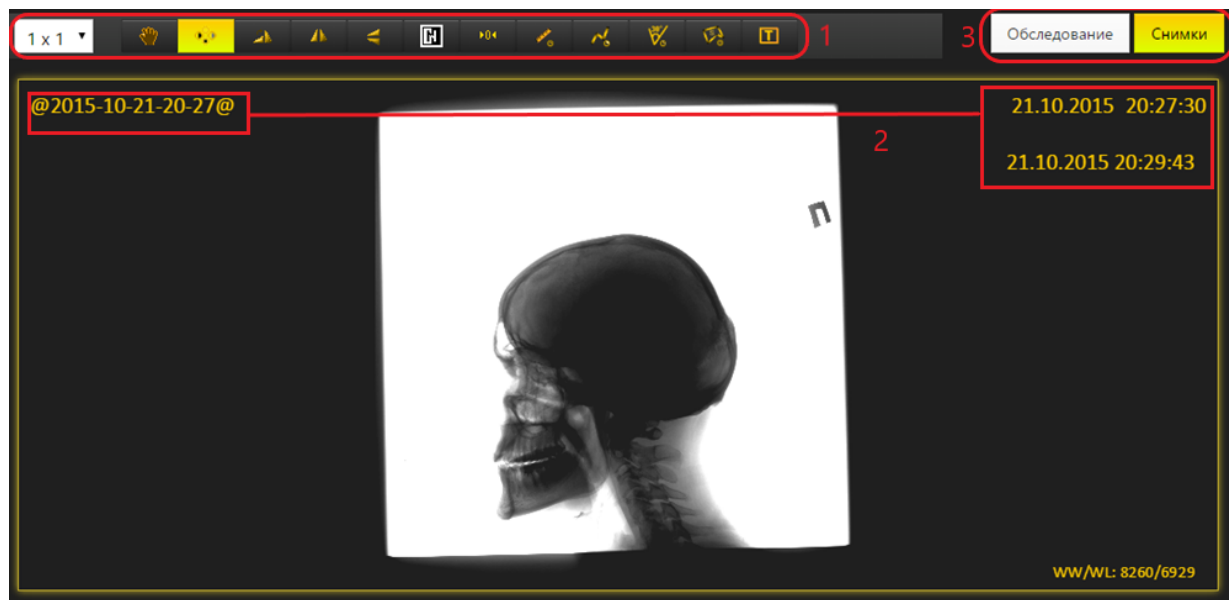 1 x 1
1
3
Обследование
Снимки
@2015-10-21-20-27@
21.10.2015 20:27:30
2
21.10.2015 20:29:43
П
WW/WL: 8260/6929